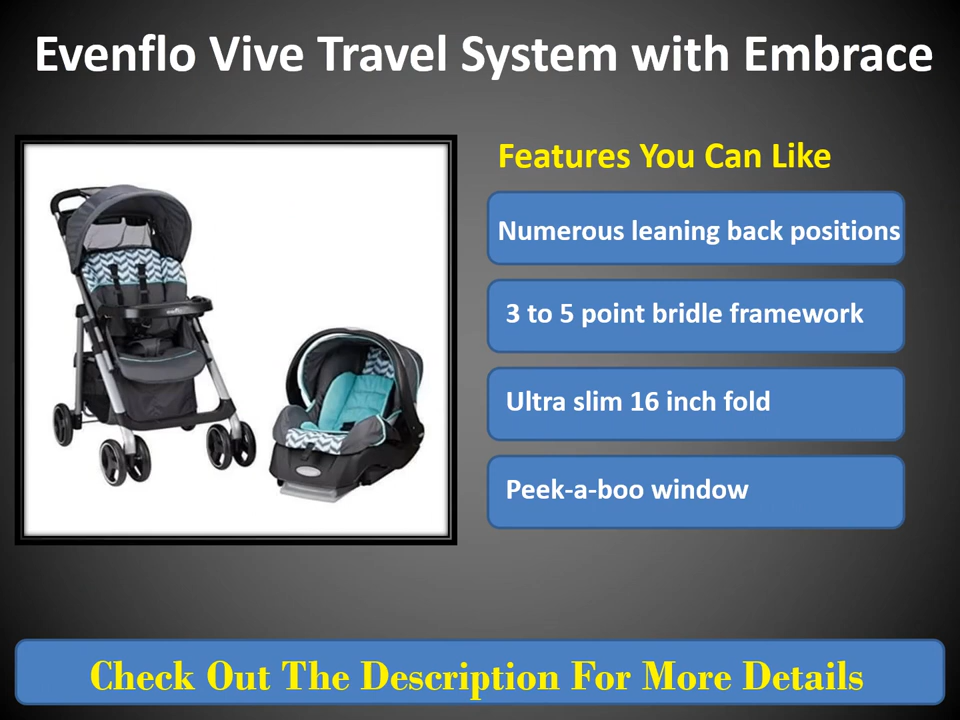 Evenflo Vive Travel System with Embrace
Features You Can Like
Numerous leaning back positions
3 to 5 point bridle framework
Ultra slim 16 inch fold
Peek-a-boo window
Check Out The Description For More Details